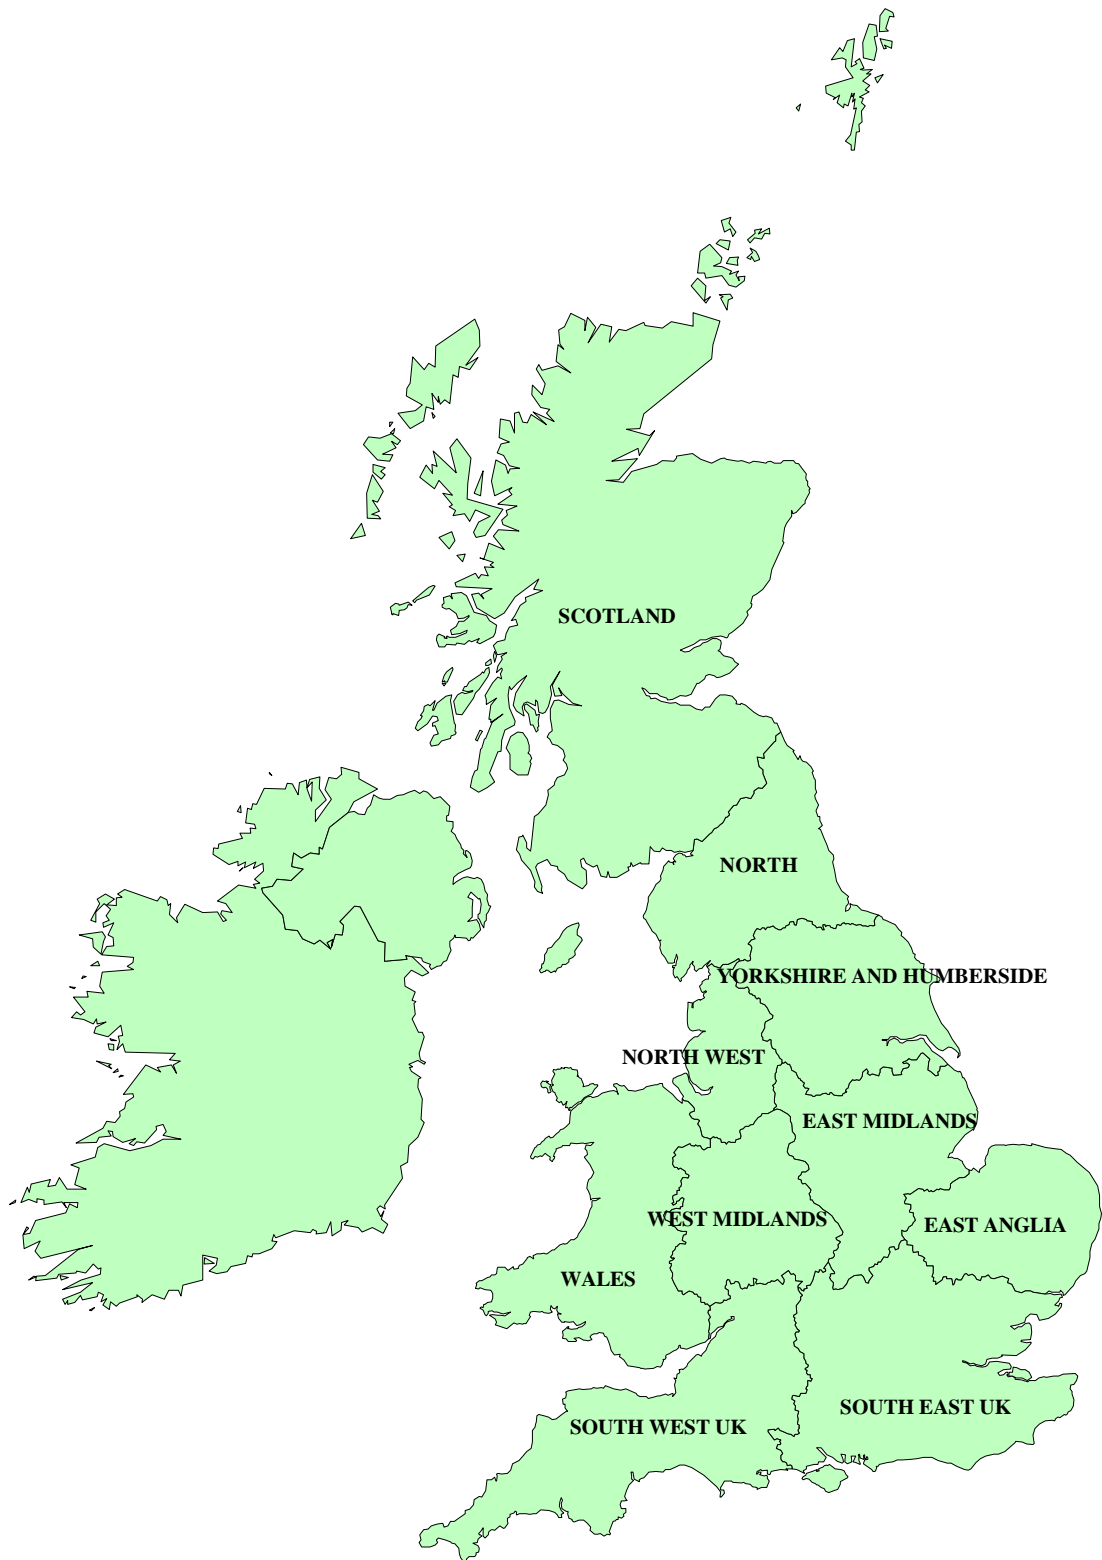 SCOTLAND
NORTH
YORKSHIRE AND HUMBERSIDE
NORTH WEST
EAST MIDLANDS
WEST MIDLANDS
EAST ANGLIA
WALES
SOUTH EAST UK
SOUTH WEST UK